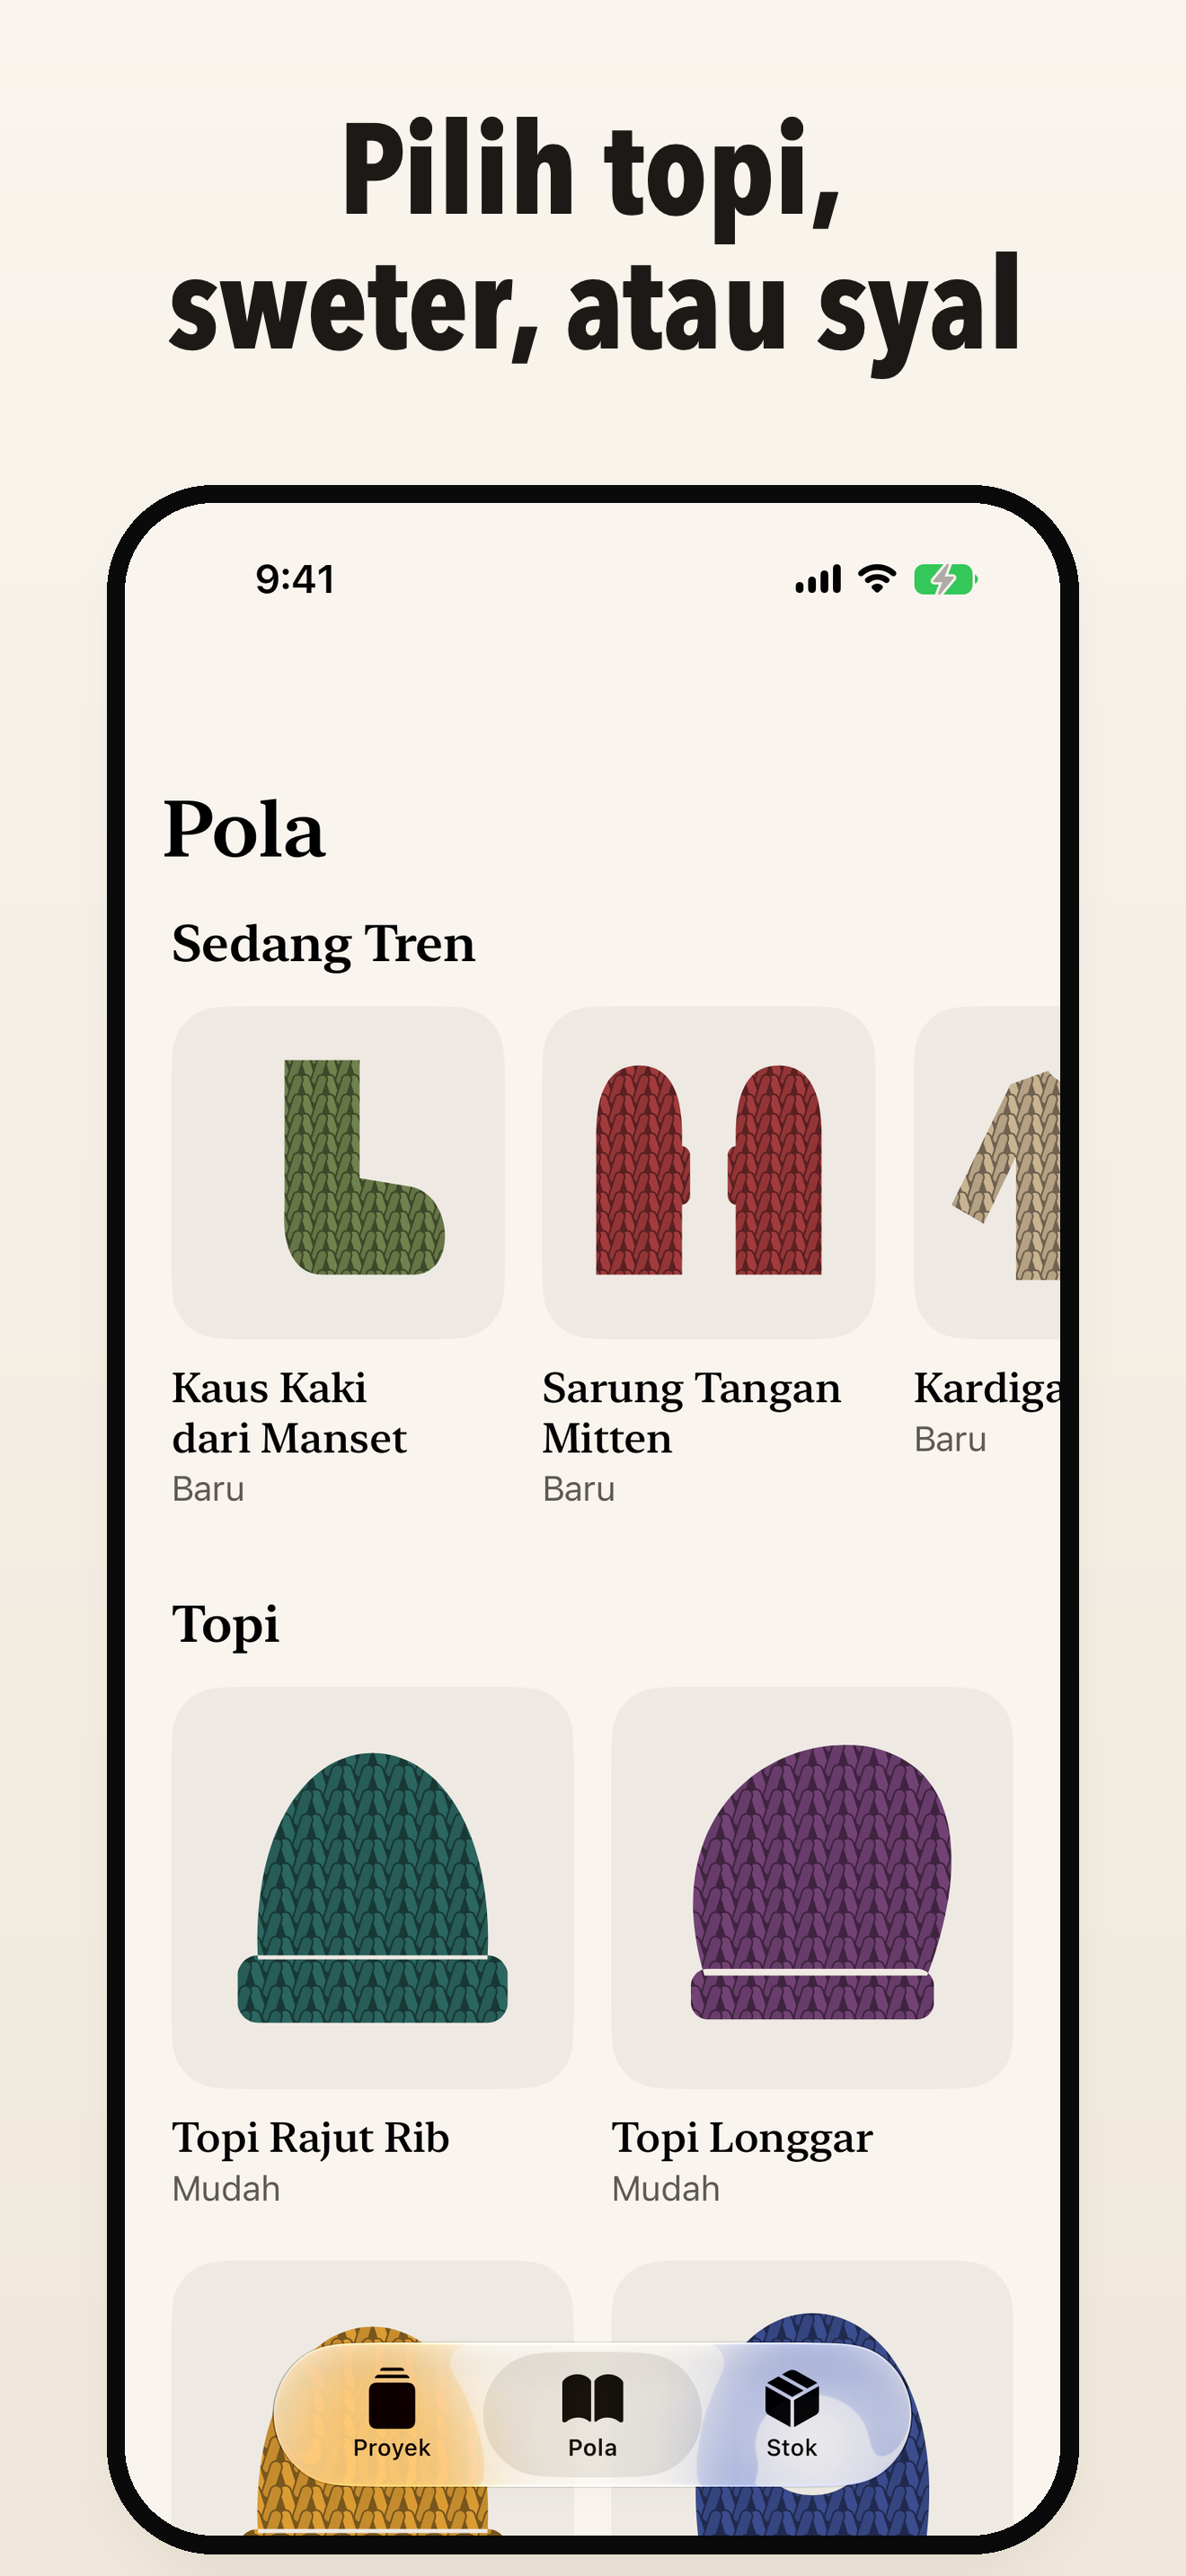 Pilih topi,
sweter, atau syal
9:41
Pola
Sedang Tren
Kaus Kaki
dari Manset
Baru
Sarung Tangan
Mitten
Baru
Kardiga
Baru
Topi
Topi Rajut Rib
Mudah
Topi Longgar
Mudah
Proyek
Pola
Stok